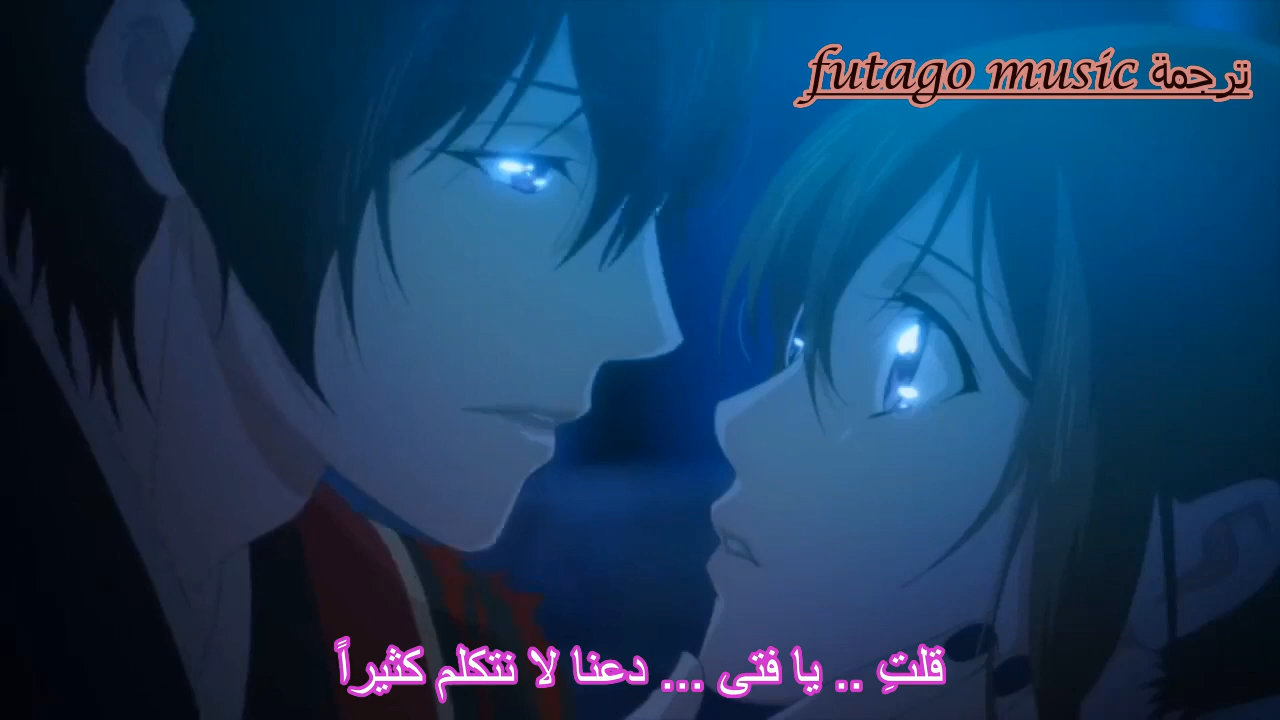 ترجمة futago music
قلتِ .. يا فتى ... دعنا لا نتكلم كثيراً